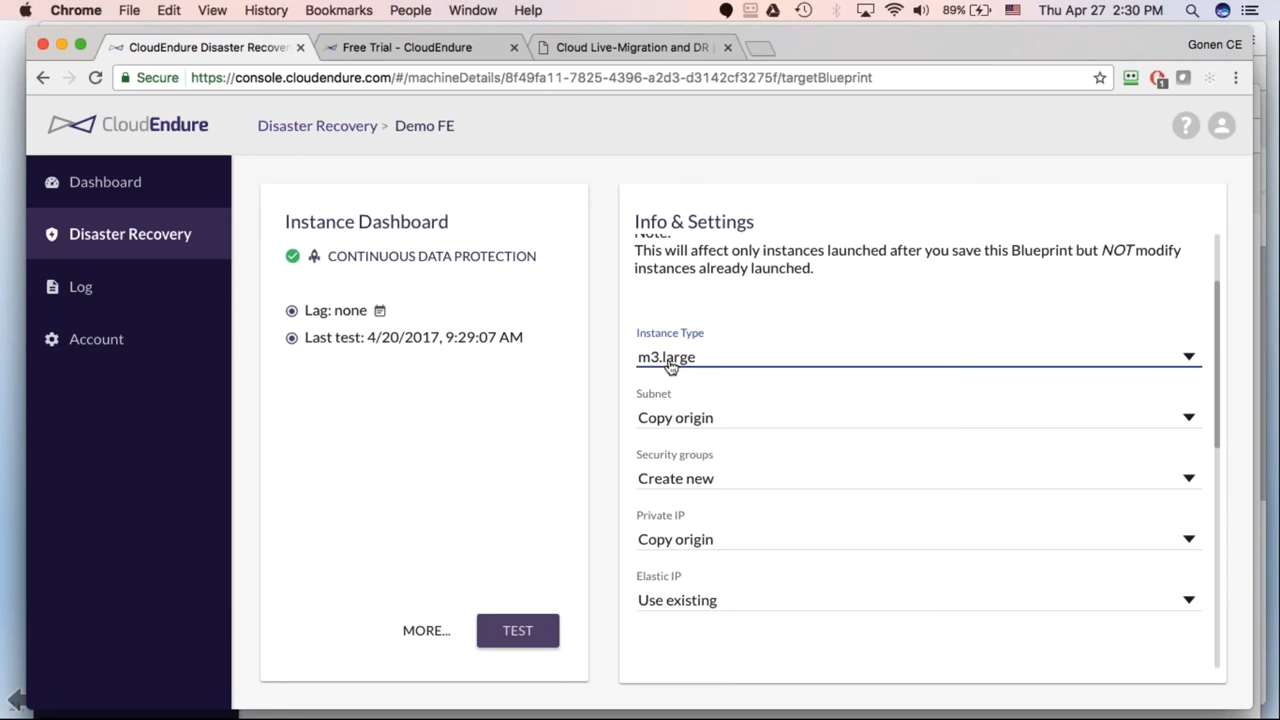 Chrome File Edit View History Bookmarks People Window Help 89% Thu Apr 27 2:30 PM
CloudEndure Disaster Recover Free Trial - CloudEndure Cloud Live-Migration and DR Gonen CE
Secure https://console.cloudendure.com/#/machineDetails/8f49fa11-7825-4396-a2d3-d3142cf3275f/targetBlueprint
CloudEndure
Disaster Recovery > Demo FE
?
Dashboard
Disaster Recovery
Log
Account
Instance Dashboard
CONTINUOUS DATA PROTECTION
Lag: none
Last test: 4/20/2017, 9:29:07 AM
MORE...
TEST
Info & Settings
Note:
This will affect only instances launched after you save this Blueprint but NOT modify
instances already launched.
Instance Type
m3.large
Subnet
Copy origin
Security groups
Create new
Private IP
Copy origin
Elastic IP
Use existing